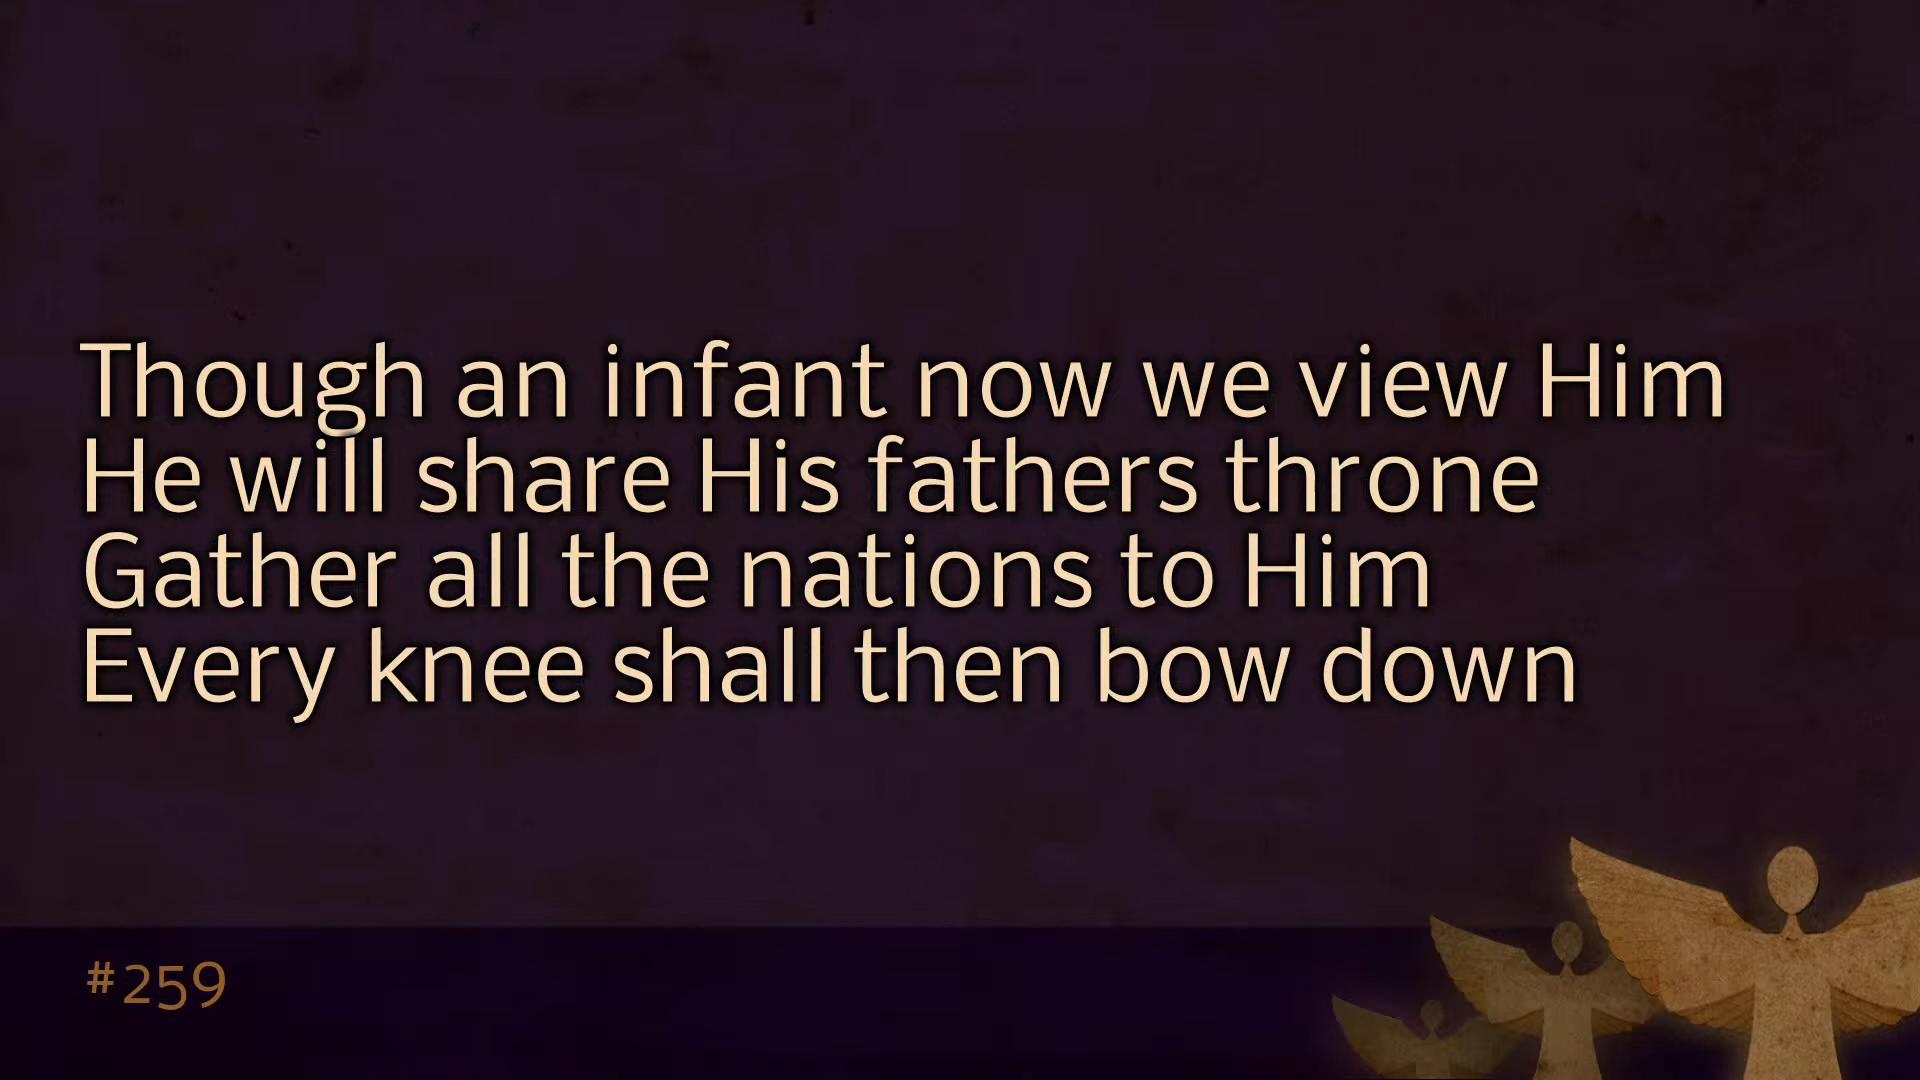 Though an infant now we view Him
He will share His fathers throne
Gather all the nations to Him
Every knee shall then bow down
#259